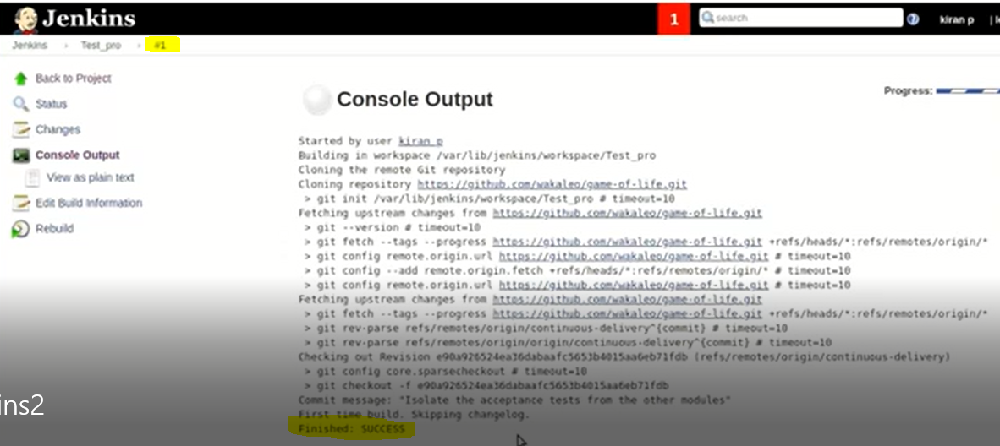 Jenkins
1
search
kiran p
Jenkins Test_pro #1
Back to Project
Status
Changes
Console Output
View as plain text
Edit Build Information
Rebuild
Console Output
Progress:
Started by user kiran p
Building in workspace /var/lib/jenkins/workspace/Test_pro
Cloning the remote Git repository
Cloning repository https://github.com/wakaleo/game-of-life.git
> git init /var/lib/jenkins/workspace/Test_pro # timeout=10
Fetching upstream changes from https://github.com/wakaleo/game-of-life.git
> git --version # timeout=10
> git fetch --tags --progress https://github.com/wakaleo/game-of-life.git +refs/heads/*:refs/remotes/origin/*
> git config remote.origin.url https://github.com/wakaleo/game-of-life.git # timeout=10
> git config --add remote.origin.fetch +refs/heads/*:refs/remotes/origin/* # timeout=10
> git config remote.origin.url https://github.com/wakaleo/game-of-life.git # timeout=10
Fetching upstream changes from https://github.com/wakaleo/game-of-life.git
> git fetch --tags --progress https://github.com/wakaleo/game-of-life.git +refs/heads/*:refs/remotes/origin/*
> git rev-parse refs/remotes/origin/continuous-delivery^{commit} # timeout=10
> git rev-parse refs/remotes/origin/origin/continuous-delivery^{commit} # timeout=10
Checking out Revision e90a926524ea36dabaafc5653b4015aa6eb71fdb (refs/remotes/origin/continuous-delivery)
> git config core.sparsecheckout # timeout=10
> git checkout -f e90a926524ea36dabaafc5653b4015aa6eb71fdb
Commit message: "Isolate the acceptance tests from the other modules"
First time build. Skipping changelog.
Finished: SUCCESS
ins2